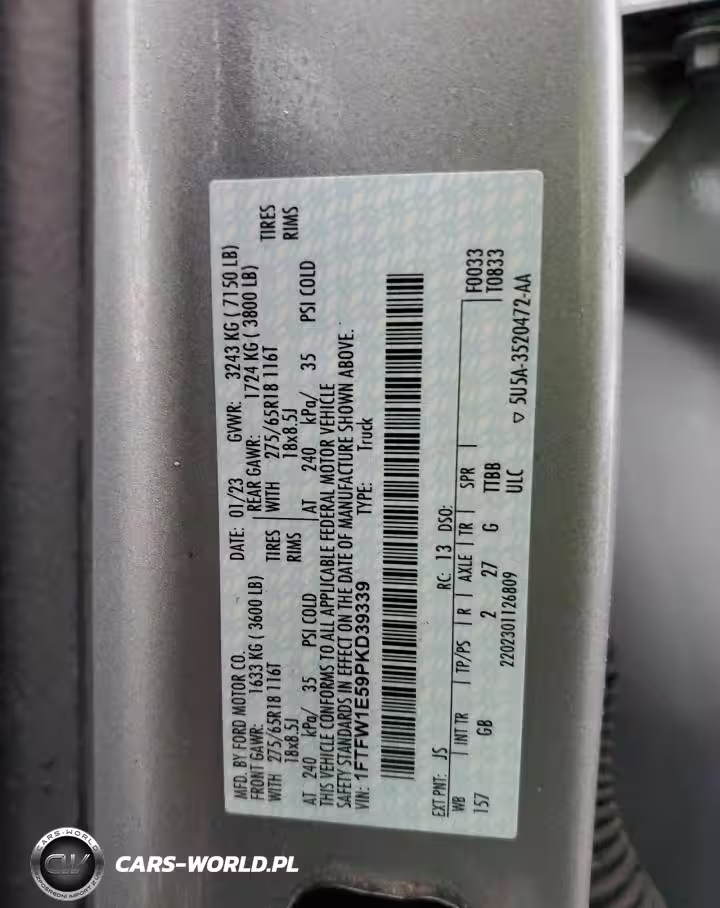 MFD. BY FORD MOTOR CO.
DATE: 01/23 GVWR: 3243 KG ( 7150 LB)
FRONT GAWR: 1633 KG ( 3600 LB)
REAR GAWR: 1724 KG ( 3800 LB)
WITH 275/65R18 116T TIRES
WITH 275/65R18 116T TIRES
18x8.5J RIMS
18x8.5J RIMS
AT 240 kPa/ 35 PSI COLD
AT 240 kPa/ 35 PSI COLD
THIS VEHICLE CONFORMS TO ALL APPLICABLE FEDERAL MOTOR VEHICLE
SAFETY STANDARDS IN EFFECT ON THE DATE OF MANUFACTURE SHOWN ABOVE.
VIN: 1FTFW1E59PKD39339 TYPE: Truck
F0033
T0833
EXT PNT: JS RC: 13 DSO:
WB INT TR TP/PS R AXLE TR SPR
157 GB 2 27 G TTBB
2202301126809 ULC
5U5A-3520472-AA
CARS-WORLD
CW
CARS-WORLD.PL